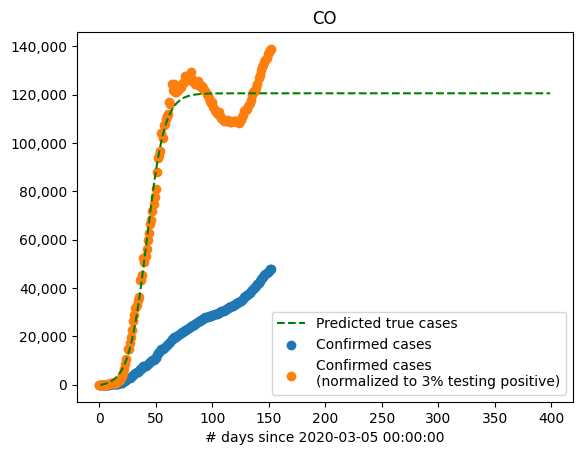 CO
140,000
120,000
100,000
80,000
60,000
40,000
20,000
0
Predicted true cases
Confirmed cases
Confirmed cases
(normalized to 3% testing positive)
0 50 100 150 200 250 300 350 400
# days since 2020-03-05 00:00:00